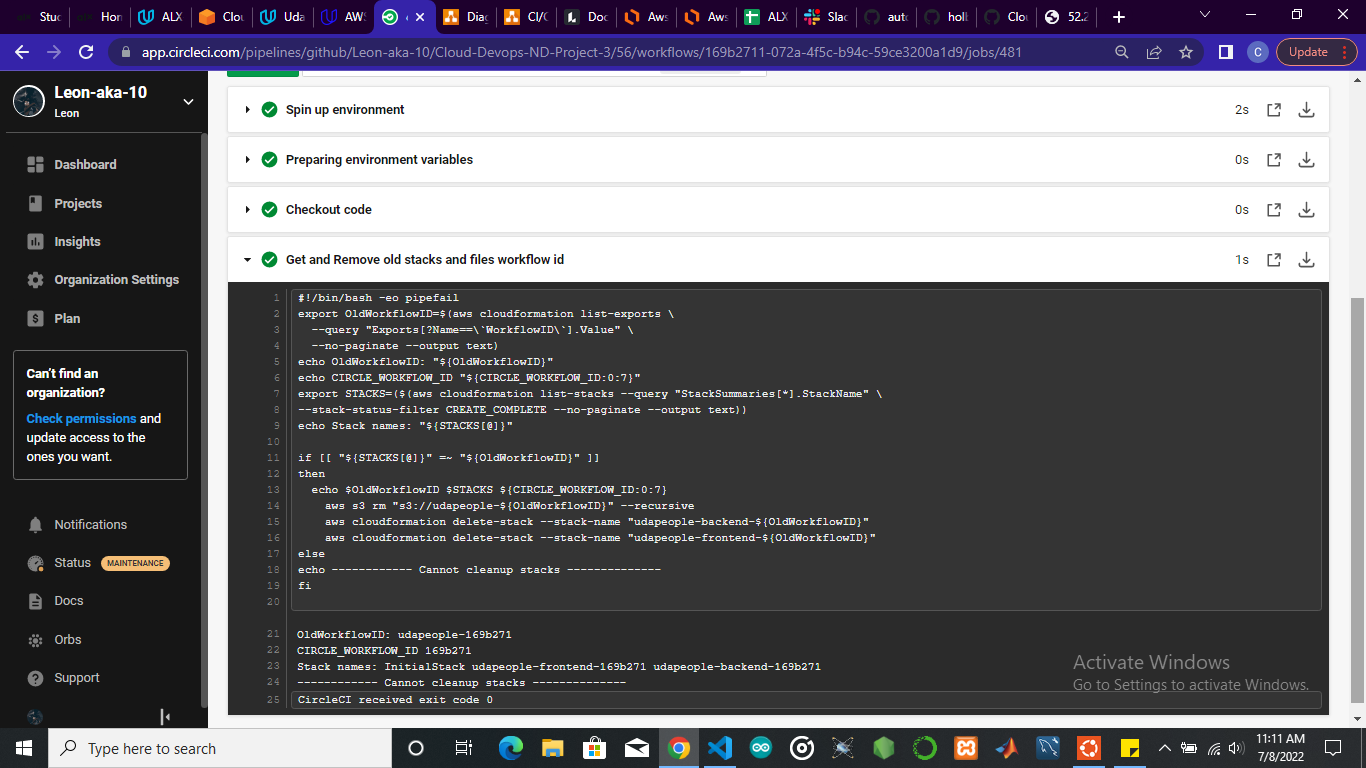 Stuc
Hon
ALX
Clou
Uda
AWS
Diag
CI/C
Doc
Aws
Aws
ALX
Slac
auto
holi
Clou
52.2
app.circleci.com/pipelines/github/Leon-aka-10/Cloud-Devops-ND-Project-3/56/workflows/169b2711-072a-4f5c-b94c-59ce3200a1d9/jobs/481
C
Update
Leon-aka-10
Leon
Dashboard
Projects
Insights
Organization Settings
Plan
Can't find an
organization?
Check permissions and
update access to the
ones you want.
Notifications
Status MAINTENANCE
Docs
Orbs
Support
Spin up environment 2s
Preparing environment variables 0s
Checkout code 0s
Get and Remove old stacks and files workflow id 1s
1 #!/bin/bash -eo pipefail
2 export OldWorkflowID=$(aws cloudformation list-exports \
3 --query "Exports[?Name==\`WorkflowID\`].Value" \
4 --no-paginate --output text)
5 echo OldWorkflowID: "${OldWorkflowID}"
6 echo CIRCLE_WORKFLOW_ID "${CIRCLE_WORKFLOW_ID:0:7}"
7 export STACKS=($(aws cloudformation list-stacks --query "StackSummaries[*].StackName" \
8 --stack-status-filter CREATE_COMPLETE --no-paginate --output text))
9 echo Stack names: "${STACKS[@]}"
10
11 if [[ "${STACKS[@]}" =~ "${OldWorkflowID}" ]]
12 then
13 echo $OldWorkflowID $STACKS ${CIRCLE_WORKFLOW_ID:0:7}
14 aws s3 rm "s3://udapeople-${OldWorkflowID}" --recursive
15 aws cloudformation delete-stack --stack-name "udapeople-backend-${OldWorkflowID}"
16 aws cloudformation delete-stack --stack-name "udapeople-frontend-${OldWorkflowID}"
17 else
18 echo ------------ Cannot cleanup stacks --------------
19 fi
20
21 OldWorkflowID: udapeople-169b271
22 CIRCLE_WORKFLOW_ID 169b271
23 Stack names: InitialStack udapeople-frontend-169b271 udapeople-backend-169b271
24 ------------ Cannot cleanup stacks --------------
25 CircleCI received exit code 0
Activate Windows
Go to Settings to activate Windows.
Type here to search
11:11 AM
7/8/2022